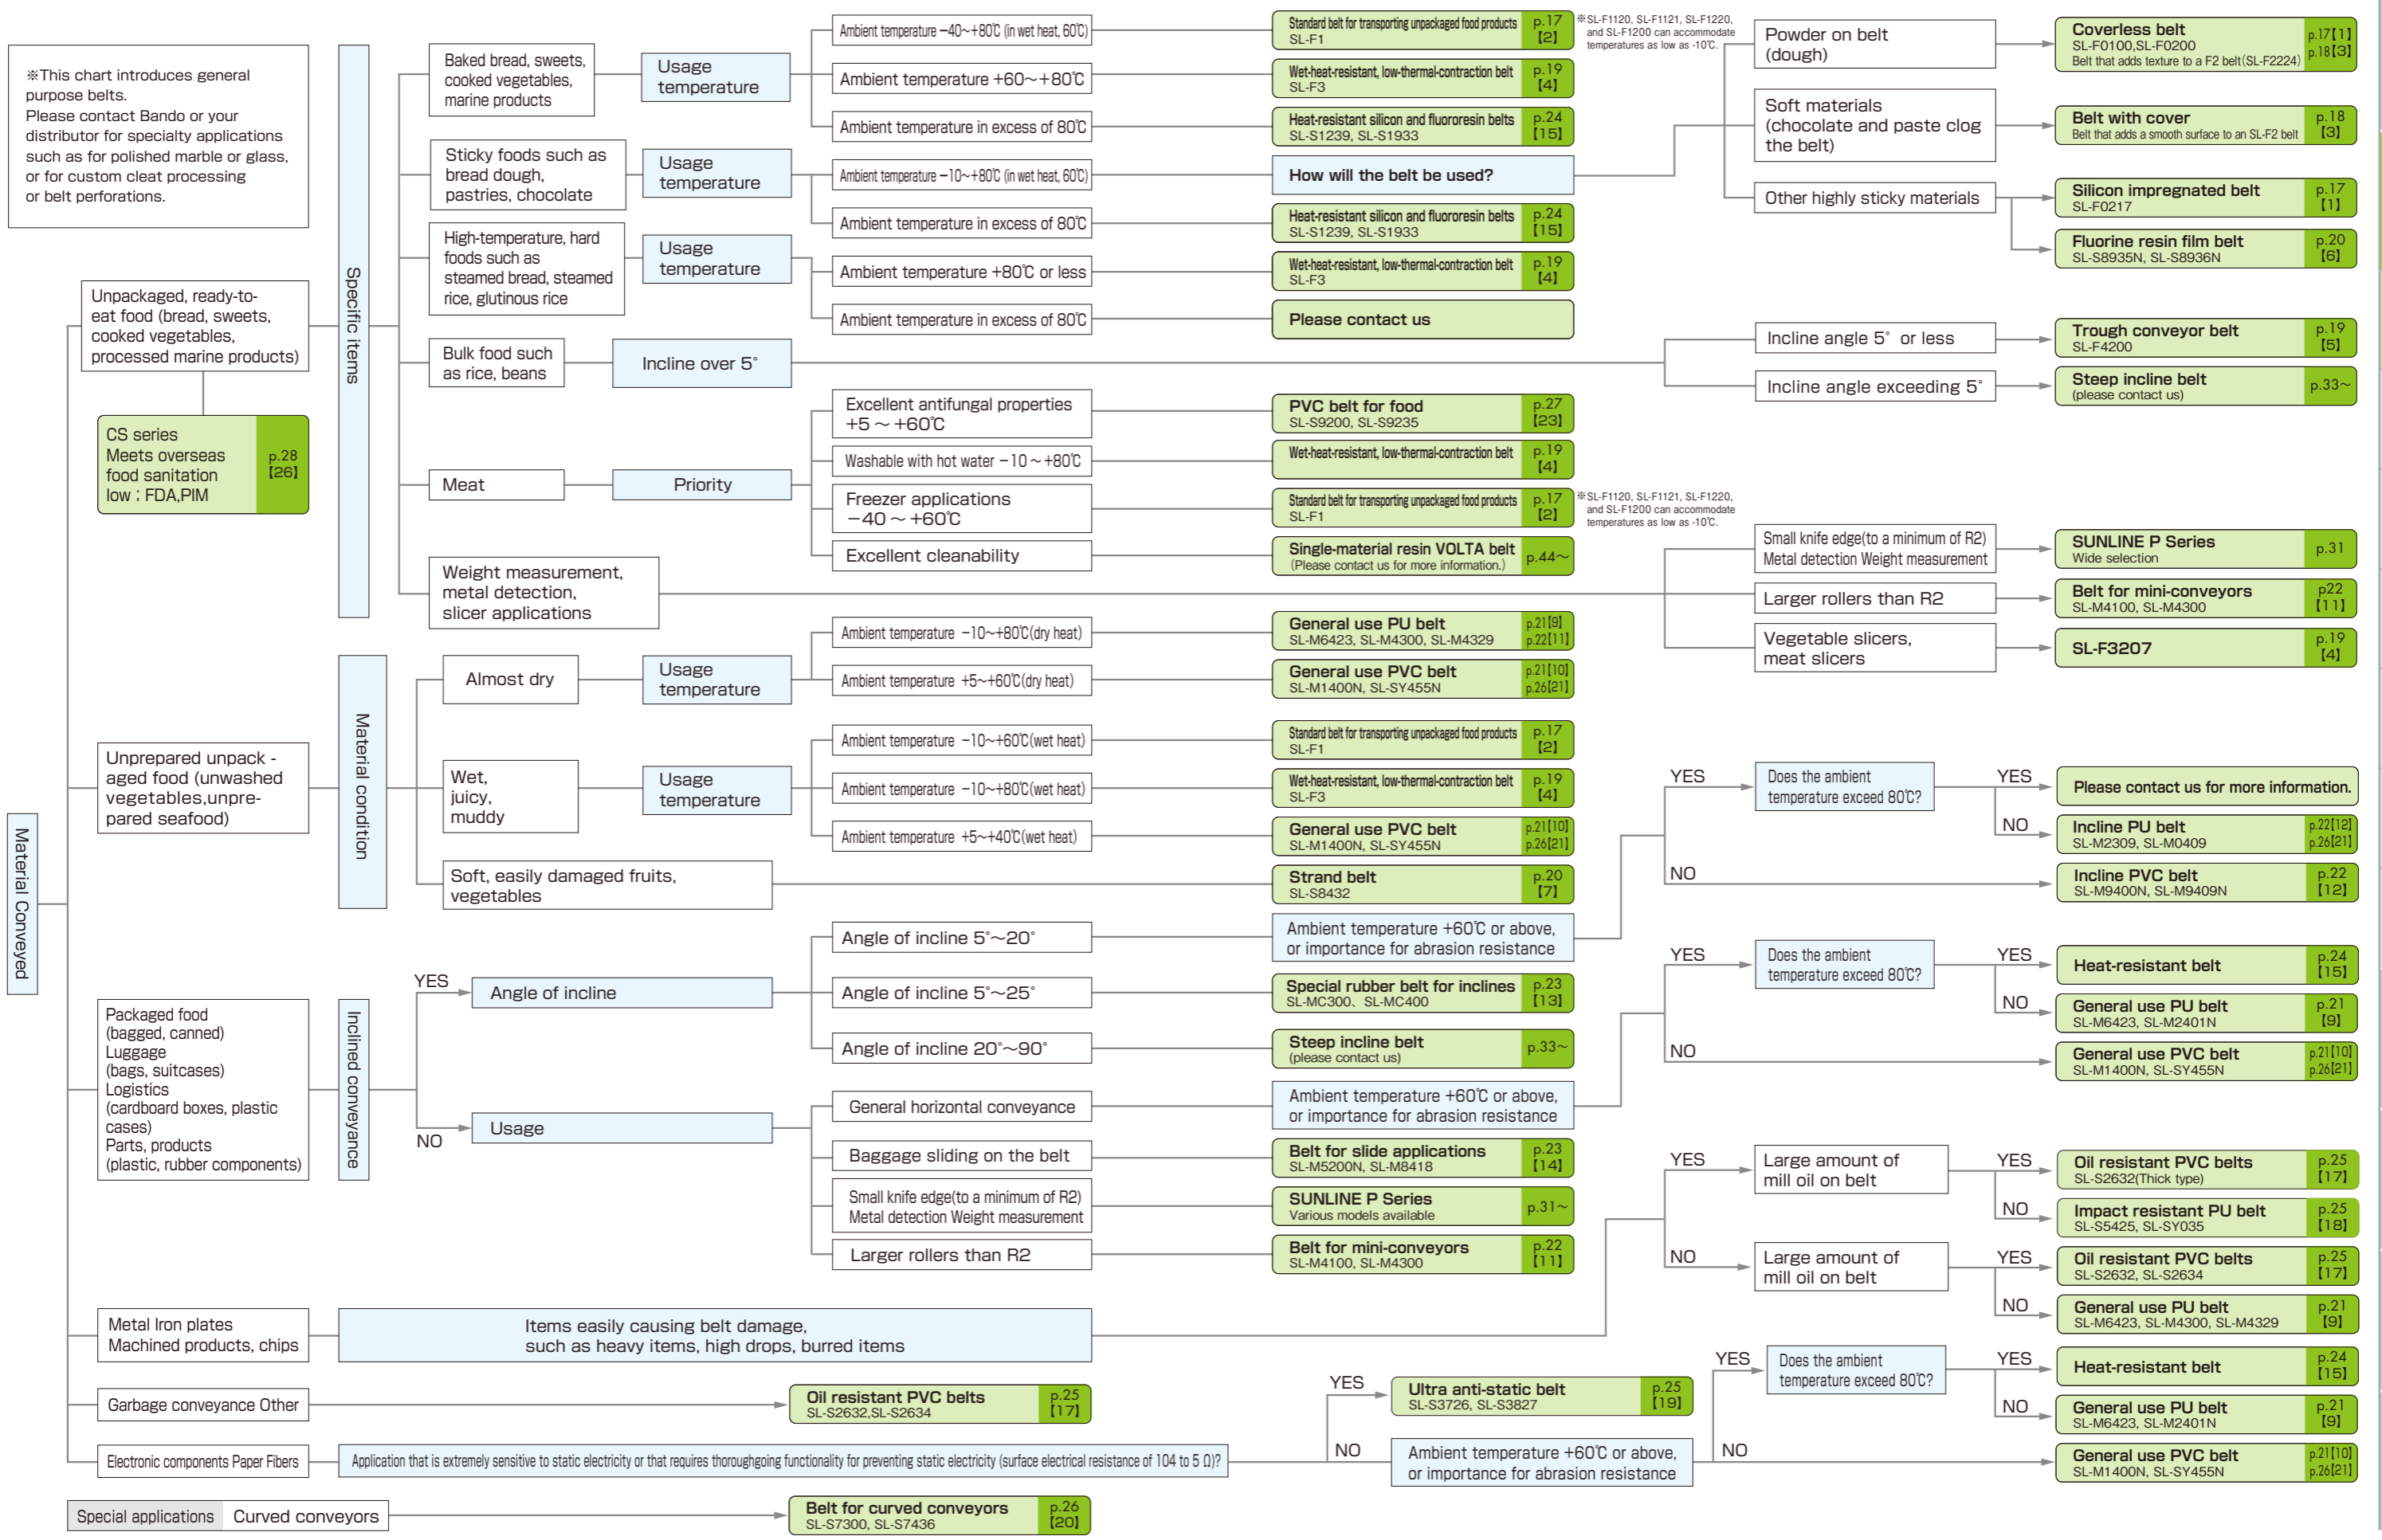 ※This chart introduces general
purpose belts.
Please contact Bando or your
distributor for specialty applications
such as for polished marble or glass,
or for custom cleat processing
or belt perforations.
Material Conveyed
Unpackaged, ready-to-
eat food (bread, sweets,
cooked vegetables,
processed marine products)
CS series
Meets overseas
food sanitation
low : FDA,PIM
p.28
【26】
Specific items
Baked bread, sweets,
cooked vegetables,
marine products
Usage
temperature
Ambient temperature −40~+80℃ (in wet heat, 60℃)
Standard belt for transporting unpackaged food products
SL-F1
p.17
【2】
※SL-F1120, SL-F1121, SL-F1220,
and SL-F1200 can accommodate
temperatures as low as -10℃.
Ambient temperature +60~+80℃
Wet-heat-resistant, low-thermal-contraction belt
SL-F3
p.19
【4】
Ambient temperature in excess of 80℃
Heat-resistant silicon and fluororesin belts
SL-S1239, SL-S1933
p.24
【15】
Sticky foods such as
bread dough,
pastries, chocolate
Usage
temperature
Ambient temperature −10~+80℃ (in wet heat, 60℃)
How will the belt be used?
Powder on belt
(dough)
Coverless belt
SL-F0100,SL-F0200
Belt that adds texture to a F2 belt(SL-F2224)
p.17【1】
p.18【3】
Soft materials
(chocolate and paste clog
the belt)
Belt with cover
Belt that adds a smooth surface to an SL-F2 belt
p.18
【3】
Other highly sticky materials
Silicon impregnated belt
SL-F0217
p.17
【1】
Fluorine resin film belt
SL-S8935N, SL-S8936N
p.20
【6】
Ambient temperature in excess of 80℃
Heat-resistant silicon and fluororesin belts
SL-S1239, SL-S1933
p.24
【15】
High-temperature, hard
foods such as
steamed bread, steamed
rice, glutinous rice
Usage
temperature
Ambient temperature +80℃ or less
Wet-heat-resistant, low-thermal-contraction belt
SL-F3
p.19
【4】
Ambient temperature in excess of 80℃
Please contact us
Bulk food such
as rice, beans
Incline over 5°
Incline angle 5° or less
Trough conveyor belt
SL-F4200
p.19
【5】
Incline angle exceeding 5°
Steep incline belt
(please contact us)
p.33~
Meat
Priority
Excellent antifungal properties
+5 ~ +60℃
PVC belt for food
SL-S9200, SL-S9235
p.27
【23】
Washable with hot water −10 ~ +80℃
Wet-heat-resistant, low-thermal-contraction belt
p.19
【4】
Freezer applications
−40 ~ +60℃
Standard belt for transporting unpackaged food products
SL-F1
p.17
【2】
※SL-F1120, SL-F1121, SL-F1220,
and SL-F1200 can accommodate
temperatures as low as -10℃.
Excellent cleanability
Single-material resin VOLTA belt
(Please contact us for more information.)
p.44~
Weight measurement,
metal detection,
slicer applications
Small knife edge(to a minimum of R2)
Metal detection Weight measurement
SUNLINE P Series
Wide selection
p.31
Larger rollers than R2
Belt for mini-conveyors
SL-M4100, SL-M4300
p22
【11】
Vegetable slicers,
meat slicers
SL-F3207
p.19
【4】
Unprepared unpack -
aged food (unwashed
vegetables,unpre-
pared seafood)
Material condition
Almost dry
Usage
temperature
Ambient temperature −10~+80℃(dry heat)
General use PU belt
SL-M6423, SL-M4300, SL-M4329
p.21【9】
p.22【11】
Ambient temperature +5~+60℃(dry heat)
General use PVC belt
SL-M1400N, SL-SY455N
p.21【10】
p.26【21】
Wet,
juicy,
muddy
Usage
temperature
Ambient temperature −10~+60℃(wet heat)
Standard belt for transporting unpackaged food products
SL-F1
p.17
【2】
Ambient temperature −10~+80℃(wet heat)
Wet-heat-resistant, low-thermal-contraction belt
SL-F3
p.19
【4】
Ambient temperature +5~+40℃(wet heat)
General use PVC belt
SL-M1400N, SL-SY455N
p.21【10】
p.26【21】
Soft, easily damaged fruits,
vegetables
Strand belt
SL-S8432
p.20
【7】
Packaged food
(bagged, canned)
Luggage
(bags, suitcases)
Logistics
(cardboard boxes, plastic
cases)
Parts, products
(plastic, rubber components)
Inclined conveyance
YES
Angle of incline
Angle of incline 5°~20°
Ambient temperature +60℃ or above,
or importance for abrasion resistance
YES
Does the ambient
temperature exceed 80℃?
YES
Please contact us for more information.
NO
Incline PU belt
SL-M2309, SL-M0409
p.22【12】
p.26【21】
NO
Incline PVC belt
SL-M9400N, SL-M9409N
p.22
【12】
Angle of incline 5°~25°
Special rubber belt for inclines
SL-MC300、SL-MC400
p.23
【13】
Angle of incline 20°~90°
Steep incline belt
(please contact us)
p.33~
NO
Usage
General horizontal conveyance
Ambient temperature +60℃ or above,
or importance for abrasion resistance
YES
Does the ambient
temperature exceed 80℃?
YES
Heat-resistant belt
p.24
【15】
NO
General use PU belt
SL-M6423, SL-M2401N
p.21
【9】
NO
General use PVC belt
SL-M1400N, SL-SY455N
p.21【10】
p.26【21】
Baggage sliding on the belt
Belt for slide applications
SL-M5200N, SL-M8418
p.23
【14】
Small knife edge(to a minimum of R2)
Metal detection Weight measurement
SUNLINE P Series
Various models available
p.31~
Larger rollers than R2
Belt for mini-conveyors
SL-M4100, SL-M4300
p.22
【11】
Metal Iron plates
Machined products, chips
Items easily causing belt damage,
such as heavy items, high drops, burred items
YES
Large amount of
mill oil on belt
YES
Oil resistant PVC belts
SL-S2632(Thick type)
p.25
【17】
NO
Impact resistant PU belt
SL-S5425, SL-SY035
p.25
【18】
NO
Large amount of
mill oil on belt
YES
Oil resistant PVC belts
SL-S2632, SL-S2634
p.25
【17】
NO
General use PU belt
SL-M6423, SL-M4300, SL-M4329
p.21
【9】
Garbage conveyance Other
Oil resistant PVC belts
SL-S2632,SL-S2634
p.25
【17】
Electronic components Paper Fibers
Application that is extremely sensitive to static electricity or that requires thoroughgoing functionality for preventing static electricity (surface electrical resistance of 104 to 5 Ω)?
YES
Ultra anti-static belt
SL-S3726, SL-S3827
p.25
【19】
NO
Ambient temperature +60℃ or above,
or importance for abrasion resistance
YES
Does the ambient
temperature exceed 80℃?
YES
Heat-resistant belt
p.24
【15】
NO
General use PU belt
SL-M6423, SL-M2401N
p.21
【9】
NO
General use PVC belt
SL-M1400N, SL-SY455N
p.21【10】
p.26【21】
Special applications
Curved conveyors
Belt for curved conveyors
SL-S7300, SL-S7436
p.26
【20】